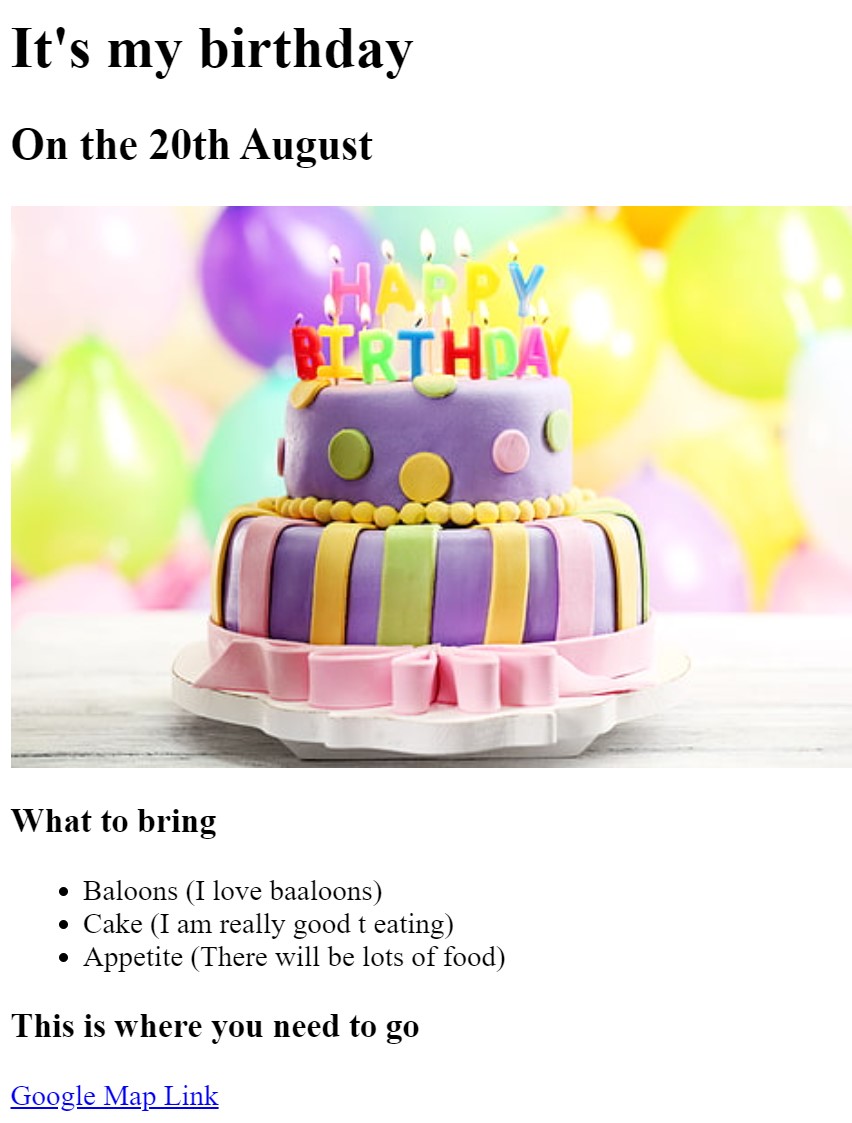 It's my birthday
On the 20th August
HAPPY
BIRTHDAY
What to bring
Baloons (I love baaloons)
Cake (I am really good t eating)
Appetite (There will be lots of food)
This is where you need to go
Google Map Link